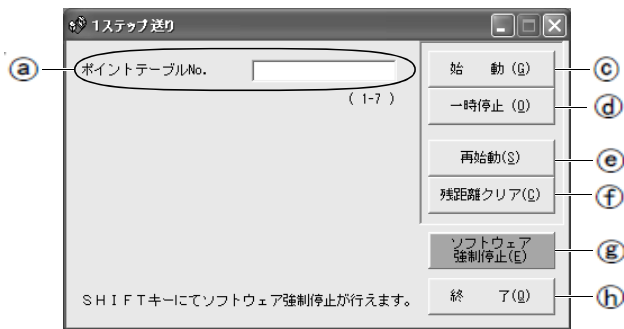 1ステップ送り
ⓐ
ポイントテーブルNo.
( 1-7 )
始 動 (G)
ⓒ
一時停止 (O)
ⓓ
再始動(S)
ⓔ
残距離クリア(C)
ⓕ
ソフトウェア
強制停止(E)
ⓖ
SHIFTキーにてソフトウェア強制停止が行えます。
終 了(Q)
ⓗ